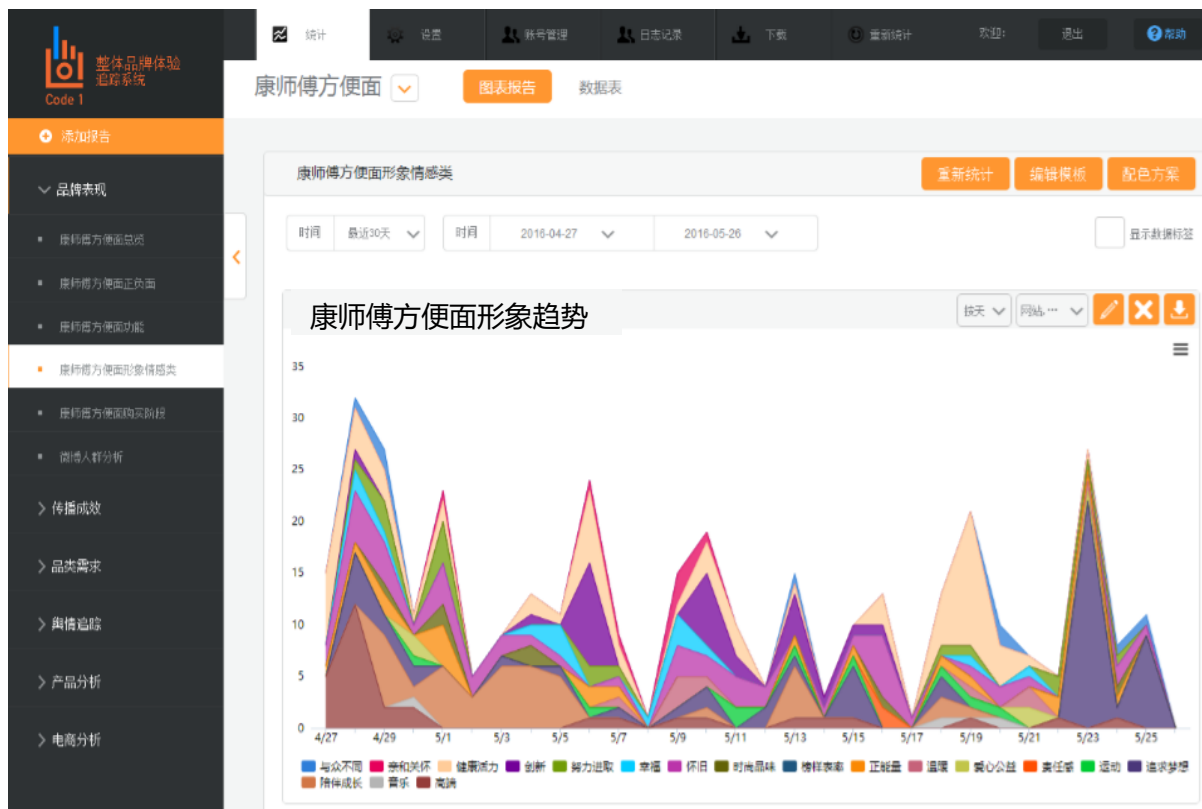 统计 设置 账号管理 日志记录 下载 重新统计 欢迎: 退出 帮助
整体品牌体验
追踪系统
Code 1
康师傅方便面 图表报告 数据表
添加报告
品牌表现
康师傅方便面总览
康师傅方便面正负面
康师傅方便面功能
康师傅方便面形象情感类
康师傅方便面购买阶段
微博人群分析
传播成效
品类需求
舆情追踪
产品分析
电商分析
康师傅方便面形象情感类 重新统计 编辑模板 配色方案
时间 最近30天 时间 2016-04-27 2016-05-26 显示数据标签
康师傅方便面形象趋势 按天 网站,...
35
30
25
20
15
10
5
0
4/27 4/29 5/1 5/3 5/5 5/7 5/9 5/11 5/13 5/15 5/17 5/19 5/21 5/23 5/25
与众不同 亲和关怀 健康活力 创新 努力进取 幸福 怀旧 时尚品味 榜样表率 正能量 温暖 爱心公益 责任感 运动 追求梦想
陪伴成长 音乐 高端